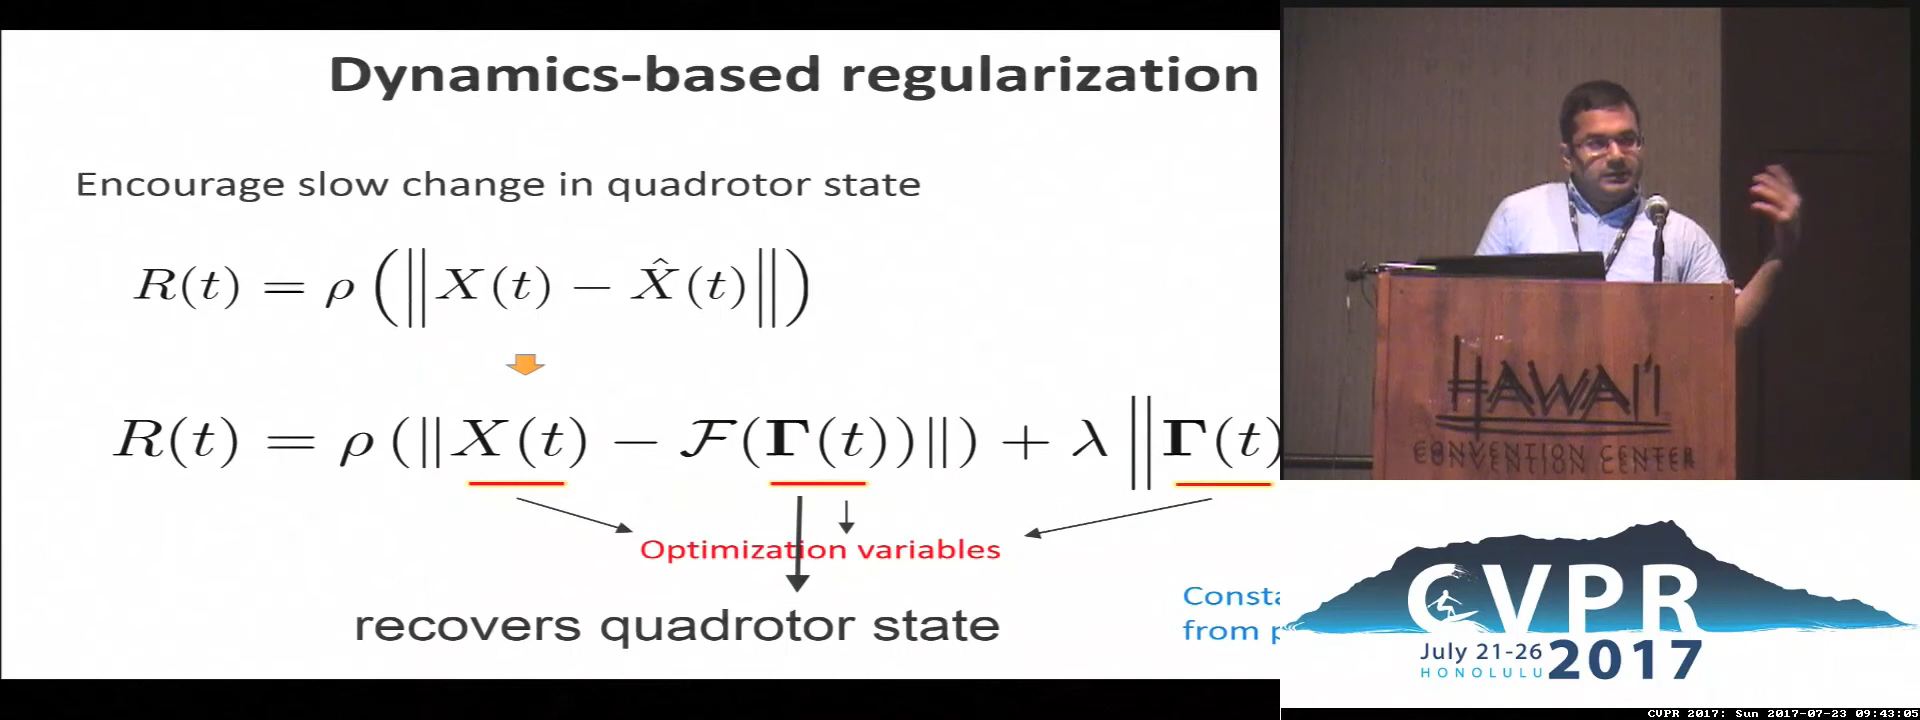 Dynamics-based regularization
Encourage slow change in quadrotor state
R(t) = ρ (‖X(t) − X̂(t)‖)
R(t) = ρ (‖X(t) − ℱ(Γ(t))‖) + λ ‖Γ(t)
Optimization variables
recovers quadrotor state
from
HAWAI'I
CONVENTION CENTER
CVPR
July 21-26 2017
HONOLULU
CVPR 2017: Sun 2017-07-23 09:43:05